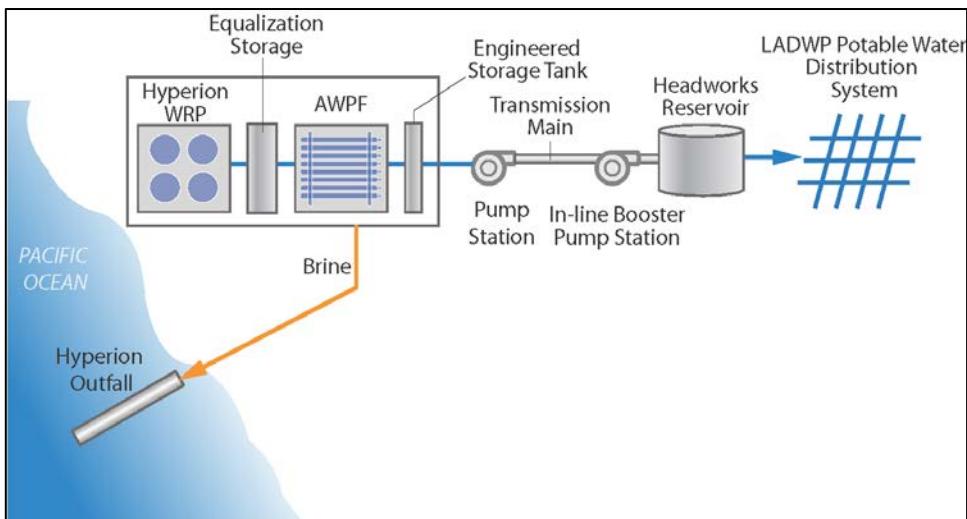 Equalization
Storage
Hyperion
WRP
AWPF
Engineered
Storage Tank
Transmission
Main
Headworks
Reservoir
LADWP Potable Water
Distribution
System
Pump
Station
In-line Booster
Pump Station
Brine
PACIFIC
OCEAN
Hyperion
Outfall